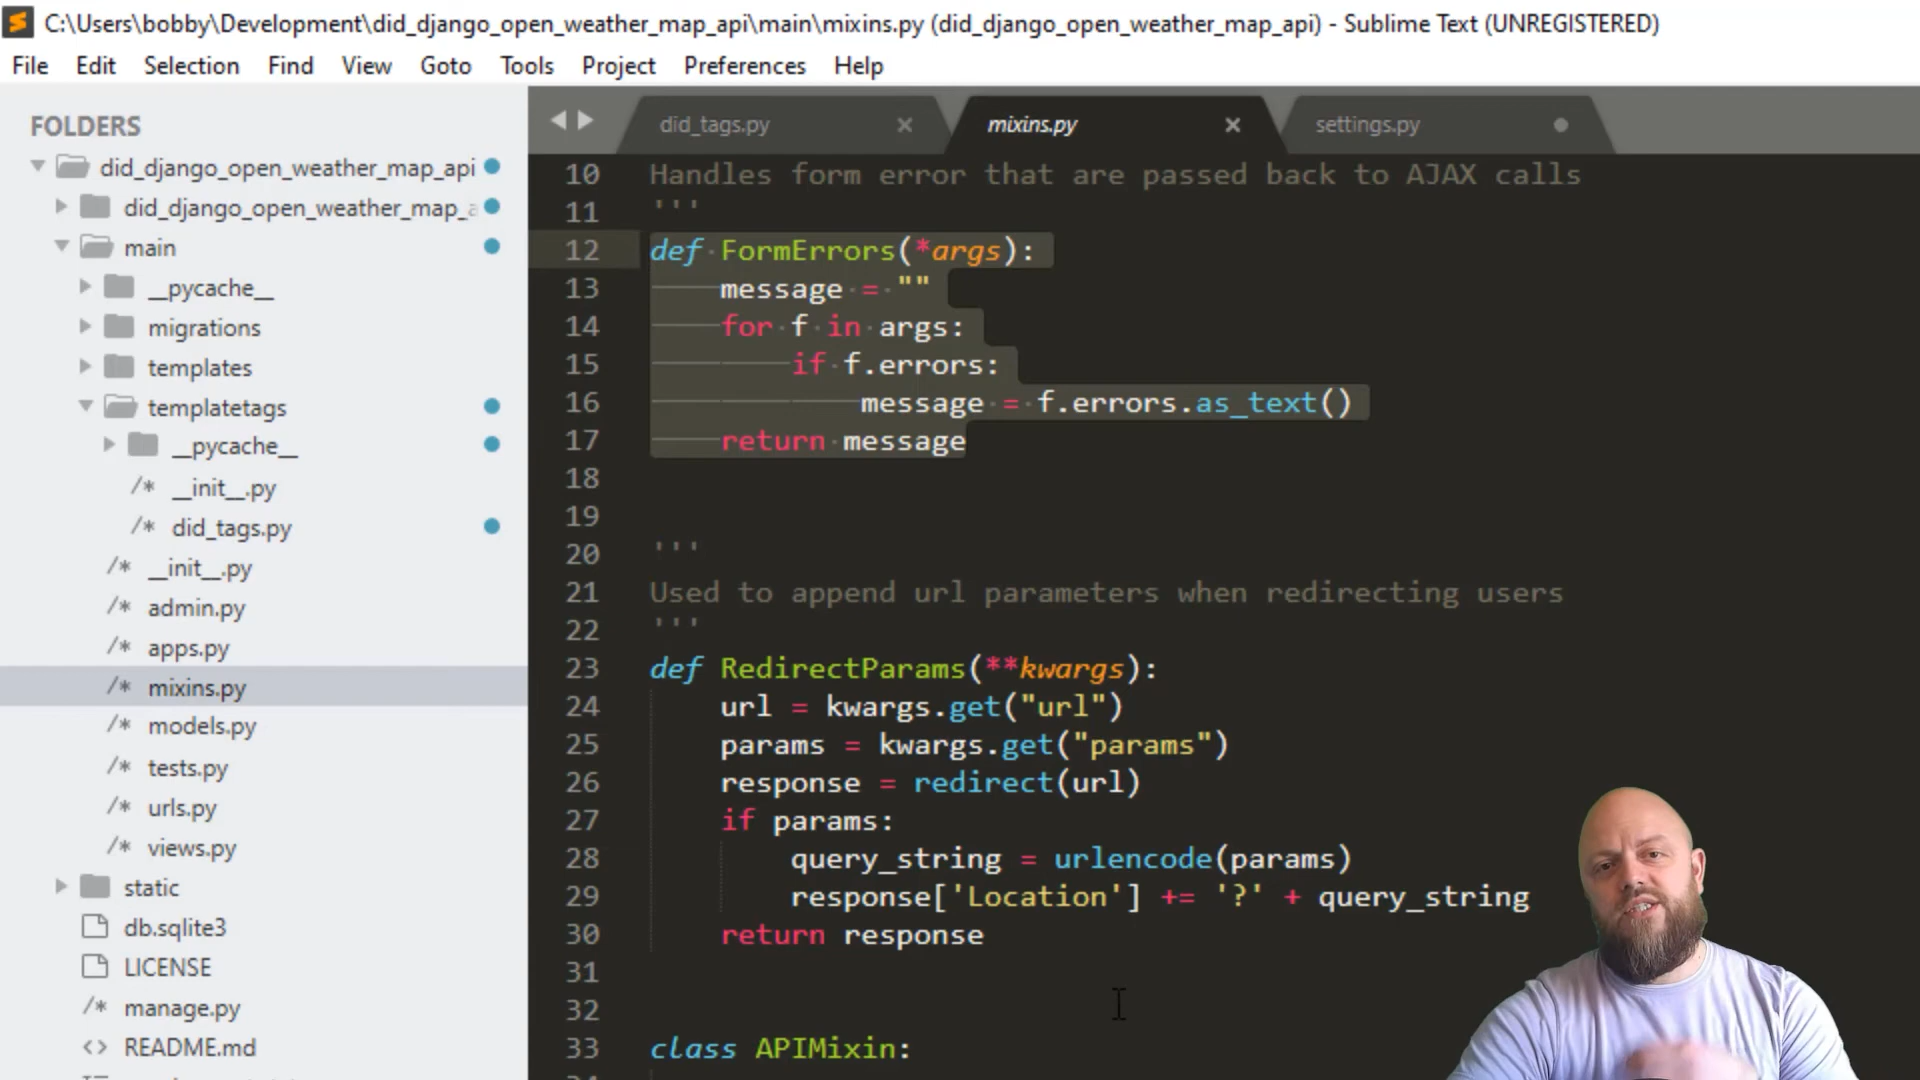 C:\Users\bobby\Development\did_django_open_weather_map_api\main\mixins.py (did_django_open_weather_map_api) - Sublime Text (UNREGISTERED)
File Edit Selection Find View Goto Tools Project Preferences Help
FOLDERS
did_django_open_weather_map_api
did_django_open_weather_map_a
main
__pycache__
migrations
templates
templatetags
__pycache__
/* __init__.py
/* did_tags.py
/* __init__.py
/* admin.py
/* apps.py
/* mixins.py
/* models.py
/* tests.py
/* urls.py
/* views.py
static
db.sqlite3
LICENSE
/* manage.py
<> README.md
did_tags.py mixins.py settings.py
10 Handles form error that are passed back to AJAX calls
11 '''
12 def FormErrors(*args):
13 message = ""
14 for f in args:
15 if f.errors:
16 message = f.errors.as_text()
17 return message
18
19
20 '''
21 Used to append url parameters when redirecting users
22 '''
23 def RedirectParams(**kwargs):
24 url = kwargs.get("url")
25 params = kwargs.get("params")
26 response = redirect(url)
27 if params:
28 query_string = urlencode(params)
29 response['Location'] += '?' + query_string
30 return response
31
32
33 class APIMixin: